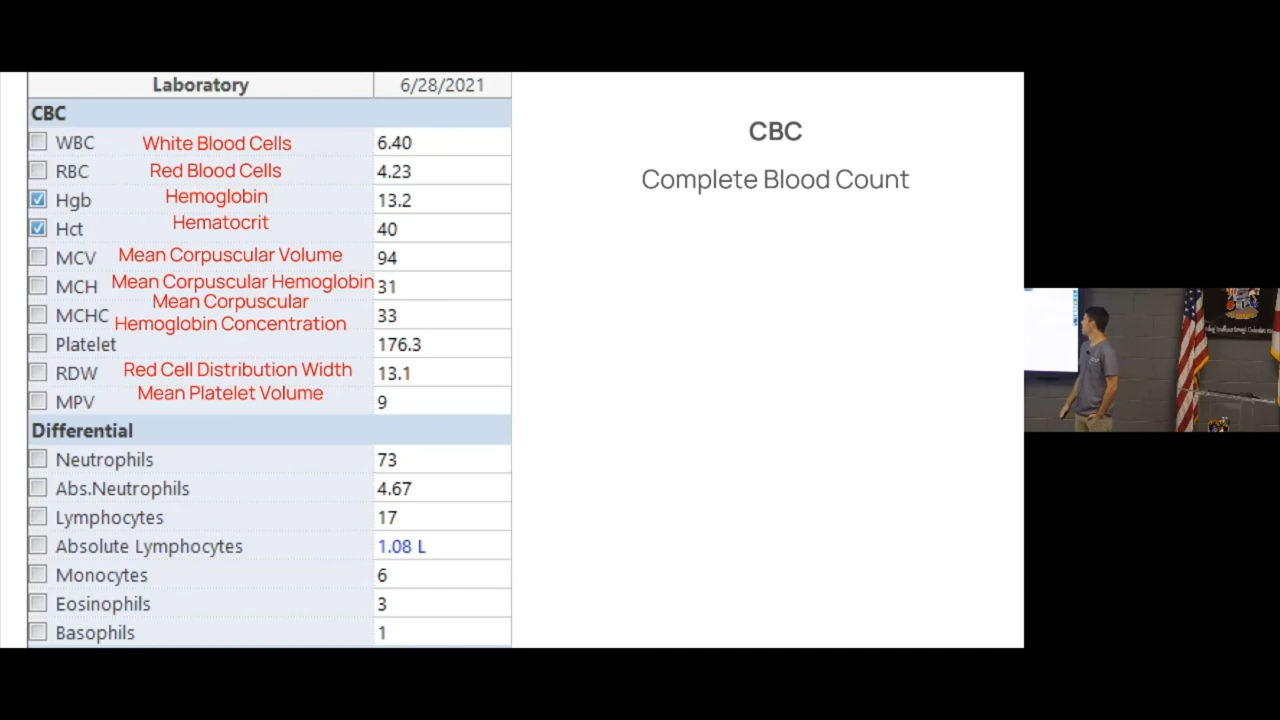 Laboratory 6/28/2021
CBC
WBC White Blood Cells 6.40
RBC Red Blood Cells 4.23
Hgb Hemoglobin 13.2
Hct Hematocrit 40
MCV Mean Corpuscular Volume 94
MCH Mean Corpuscular Hemoglobin 31
MCHC Mean Corpuscular
Hemoglobin Concentration 33
Platelet 176.3
RDW Red Cell Distribution Width 13.1
MPV Mean Platelet Volume 9
Differential
Neutrophils 73
Abs.Neutrophils 4.67
Lymphocytes 17
Absolute Lymphocytes 1.08 L
Monocytes 6
Eosinophils 3
Basophils 1
CBC
Complete Blood Count